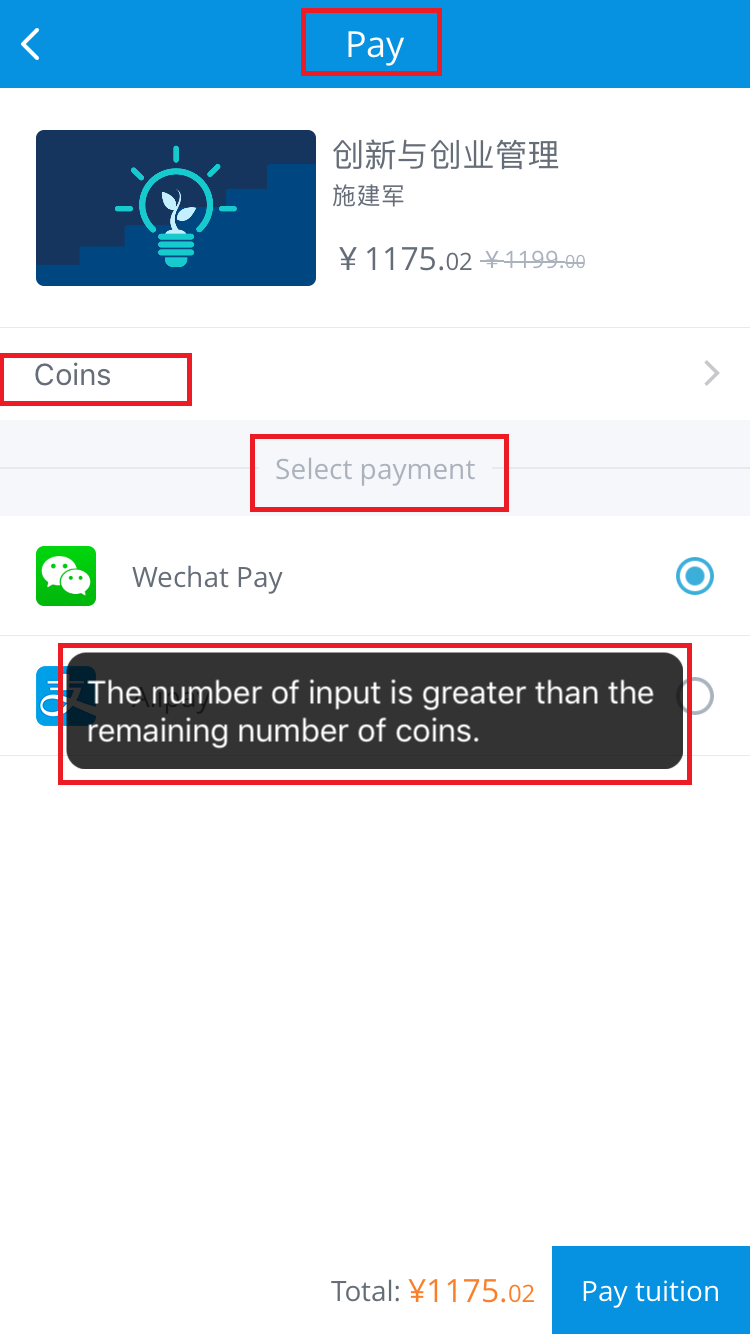 Pay
创新与创业管理
施建军
¥ 1175.02 ¥ 1199.00
Coins
Select payment
Wechat Pay
Alipay
The number of input is greater than the
remaining number of coins.
Total: ¥1175.02
Pay tuition